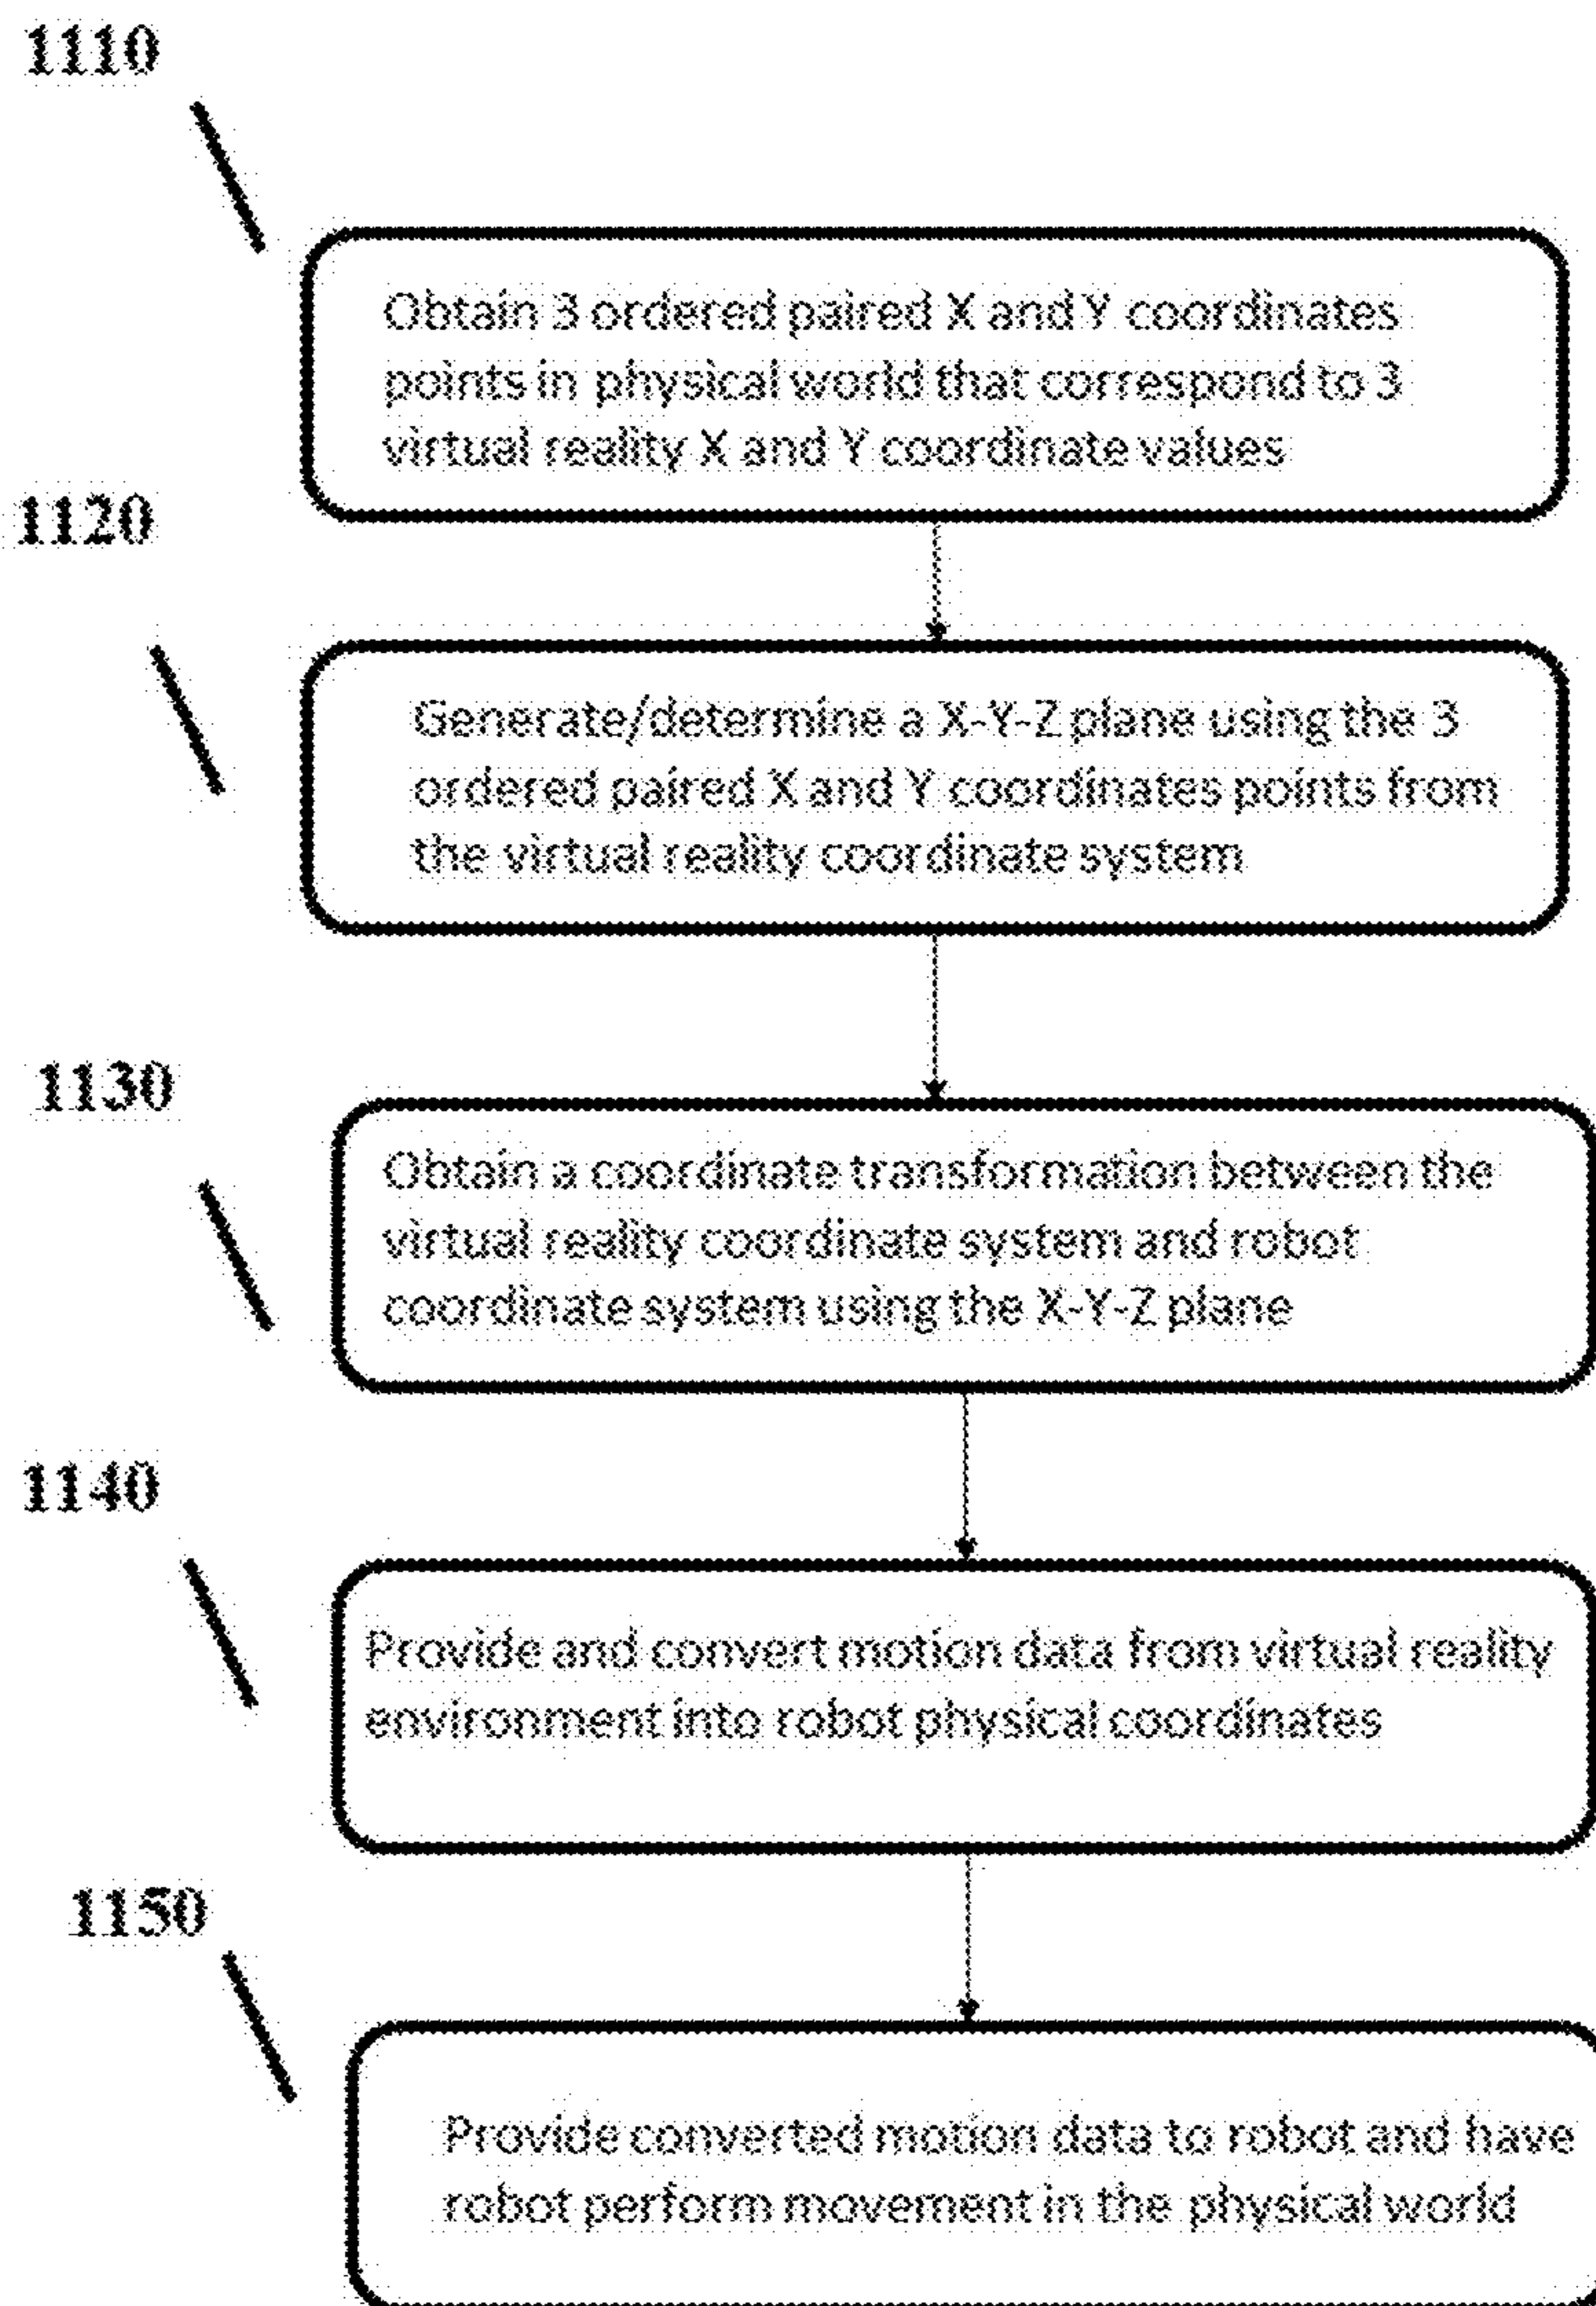 1110
Obtain 3 ordered paired X and Y coordinates
points in physical world that correspond to 3
virtual reality X and Y coordinate values
1120
Generate/determine a X-Y-Z plane using the 3
ordered paired X and Y coordinates points from
the virtual reality coordinate system
1130
Obtain a coordinate transformation between the
virtual reality coordinate system and robot
coordinate system using the X-Y-Z plane
1140
Provide and convert motion data from virtual reality
environment into robot physical coordinates
1150
Provide converted motion data to robot and have
robot perform movement in the physical world